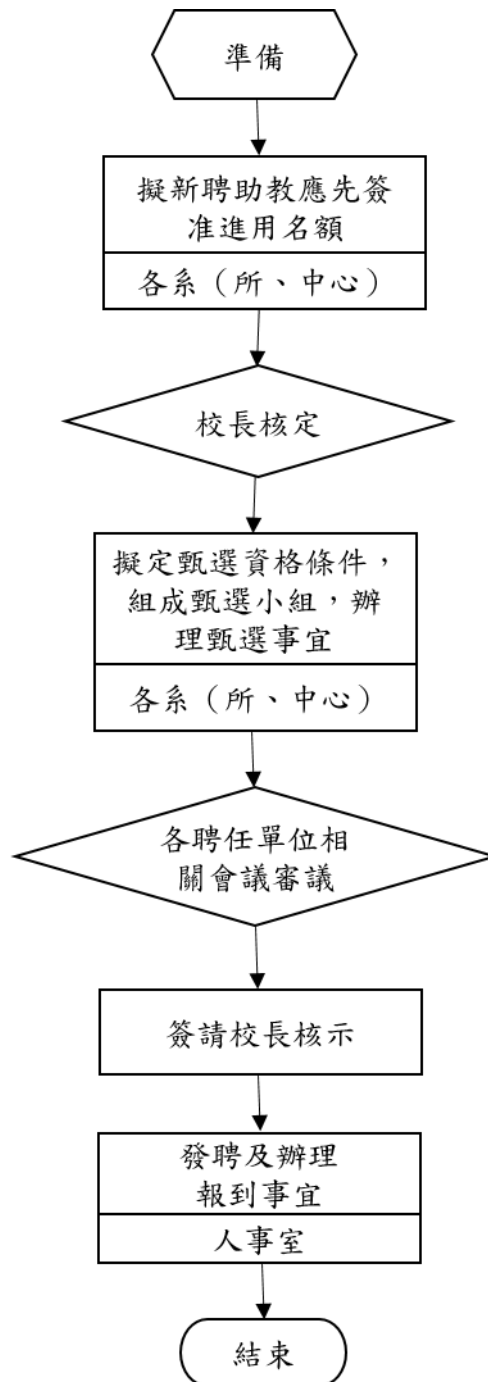 準備
擬新聘助教應先簽
准進用名額
各系（所、中心）
校長核定
擬定甄選資格條件，
組成甄選小組，辦
理甄選事宜
各系（所、中心）
各聘任單位相
關會議審議
簽請校長核示
發聘及辦理
報到事宜
人事室
結束